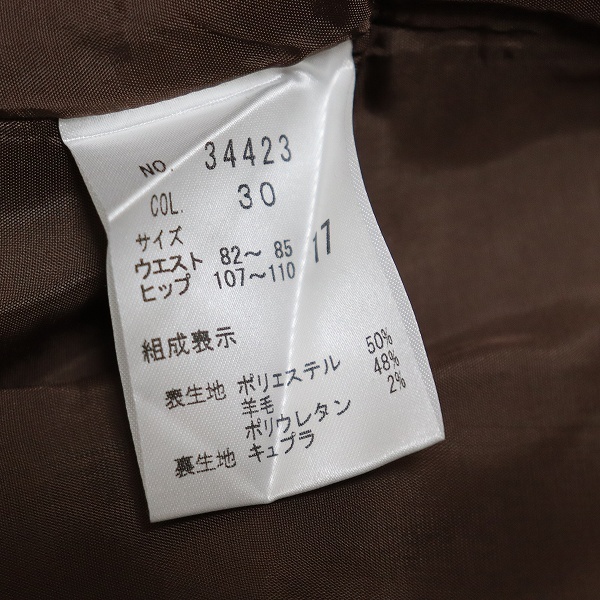 NO. 34423
COL. 30
サイズ 17
ウエスト 82～ 85
ヒップ 107～110
組成表示
表生地 ポリエステル 50%
羊毛 48%
ポリウレタン 2%
裏生地 キュプラ